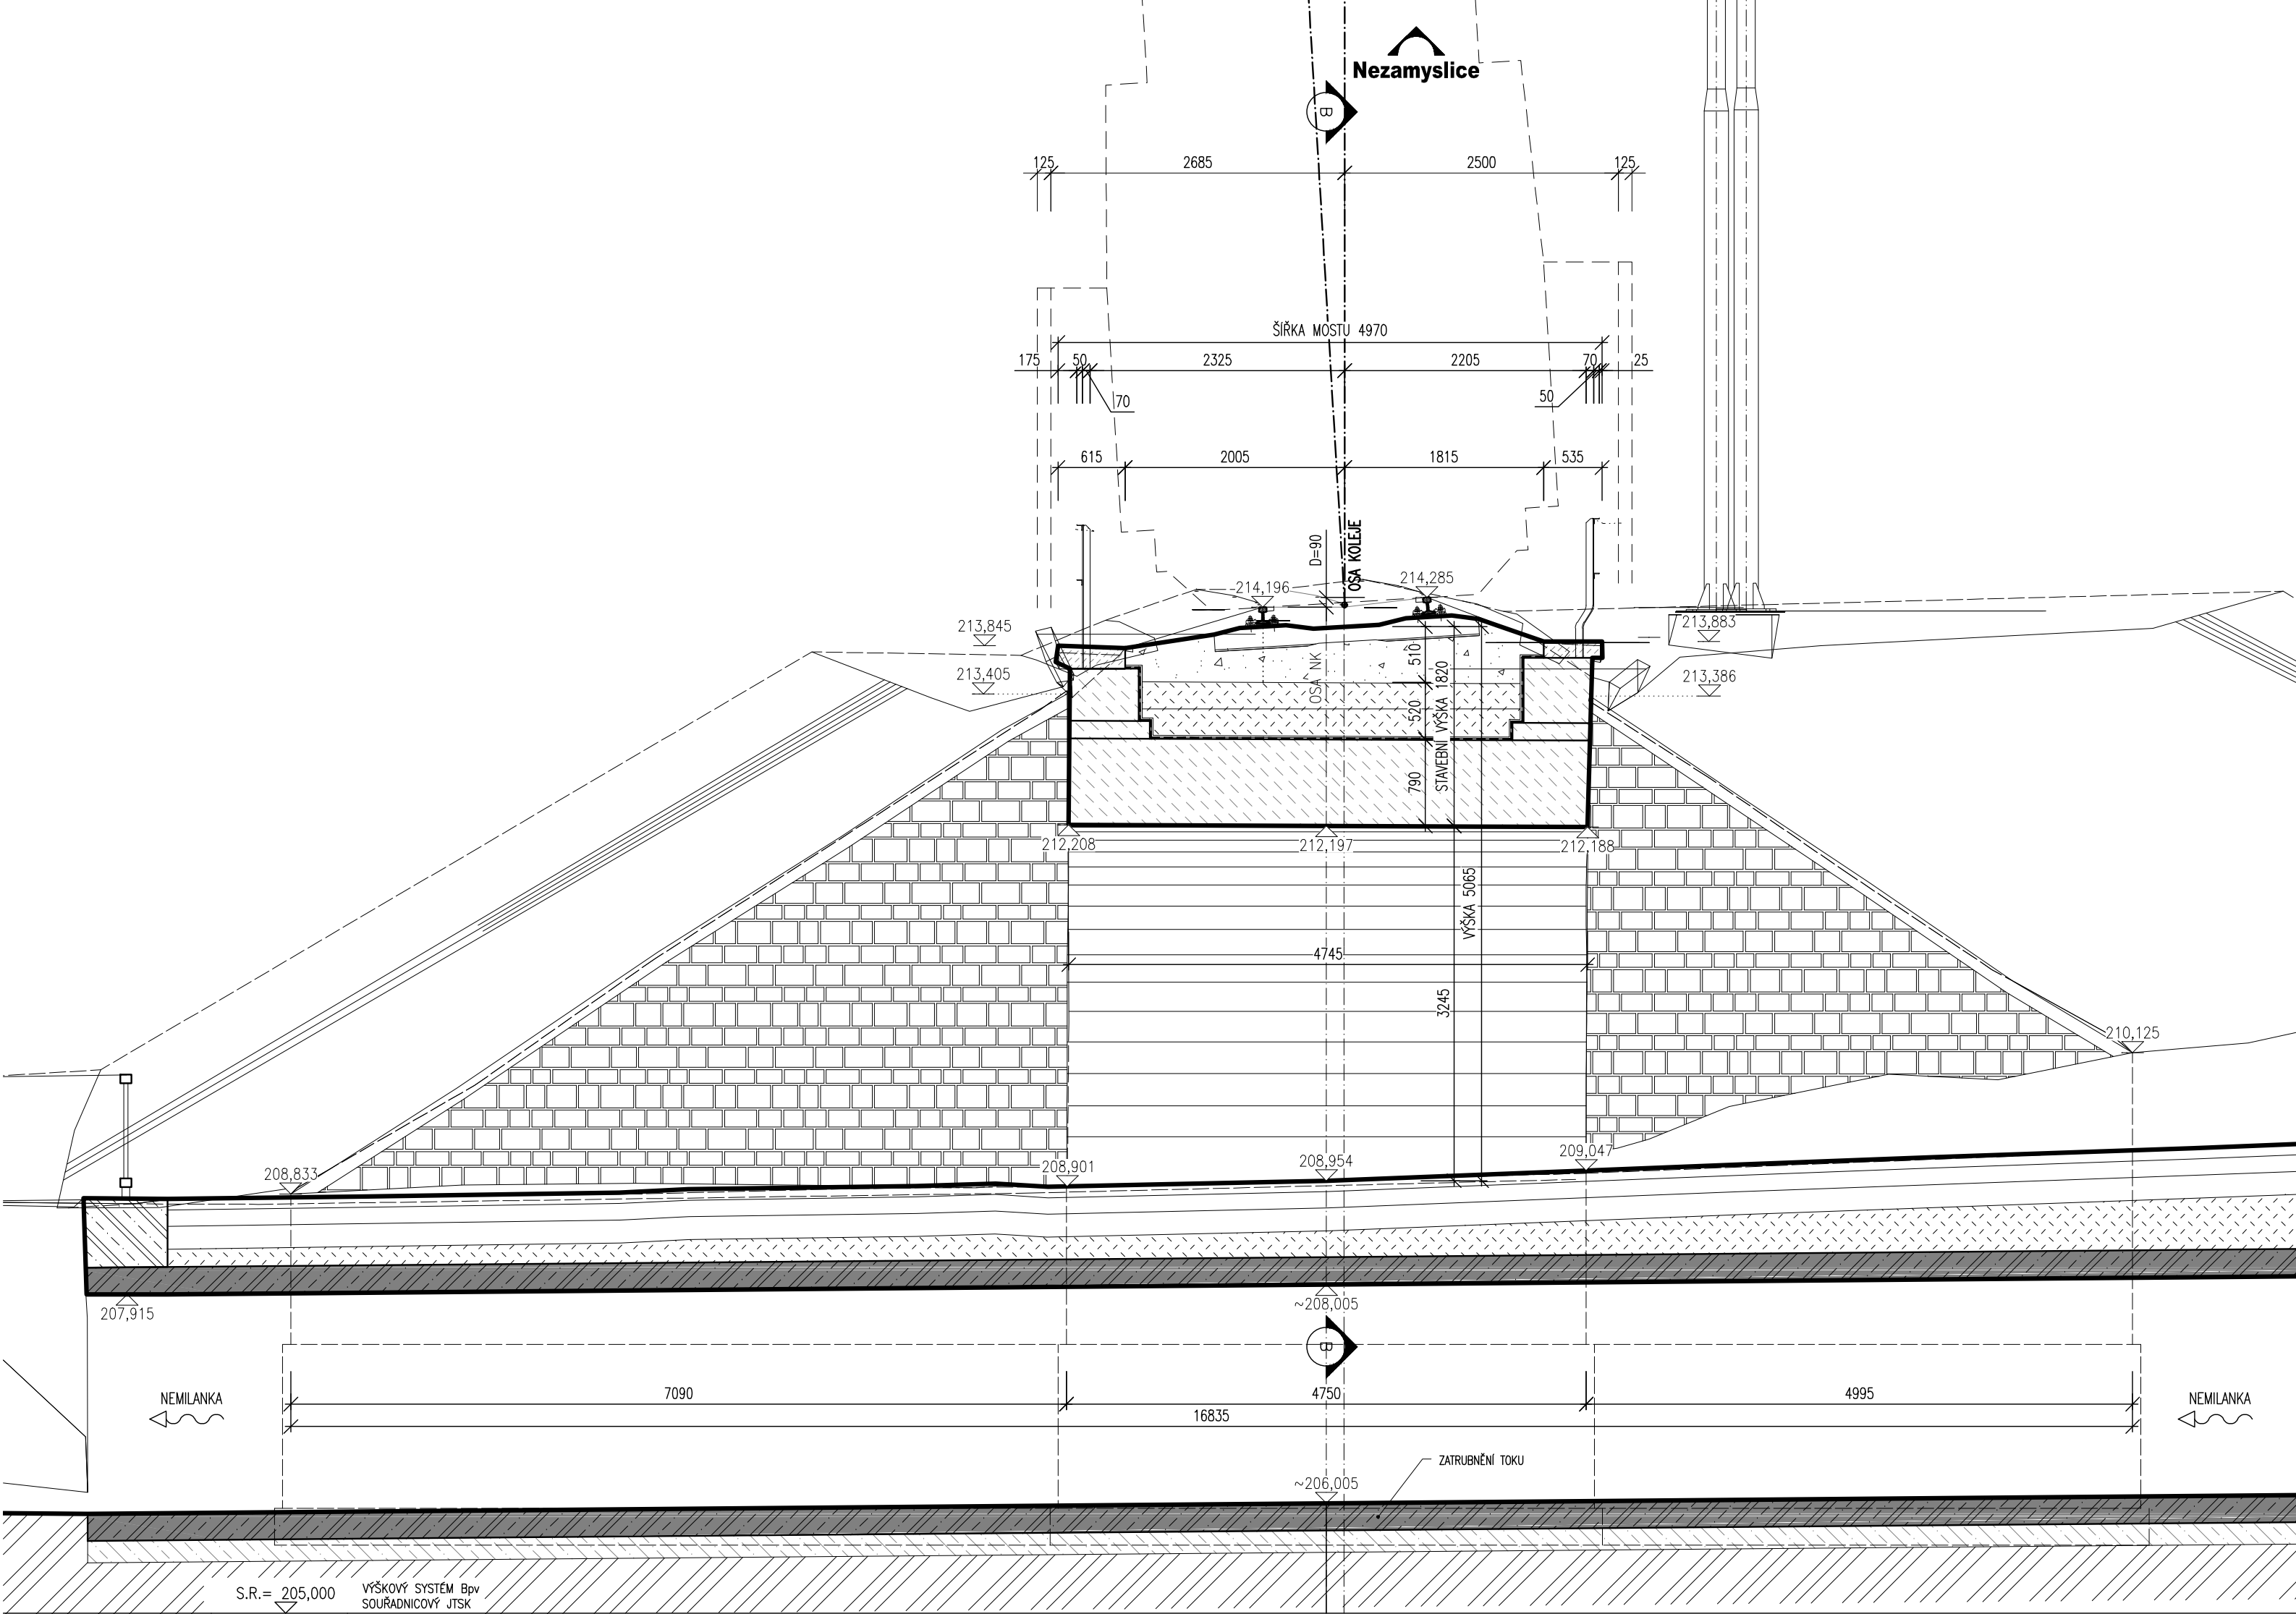 Nezamyslice
B
125 2685 2500 125
ŠÍŘKA MOSTU 4970
175 50 2325 2205 70 25
70 50
615 2005 1815 535
D=90
OSA KOLEJE
214,196 214,285
213,845 213,883
213,405 213,386
OSA NK
510
520
790
STAVEBNÍ VÝŠKA 1820
212,208 212,197 212,188
VÝŠKA 5065
4745
3245
210,125
208,833 208,901 208,954 209,047
207,915 ~208,005
B
NEMILANKA 7090 4750 4995 NEMILANKA
16835
ZATRUBNĚNÍ TOKU
~206,005
S.R.= 205,000
VÝŠKOVÝ SYSTÉM Bpv
SOUŘADNICOVÝ JTSK